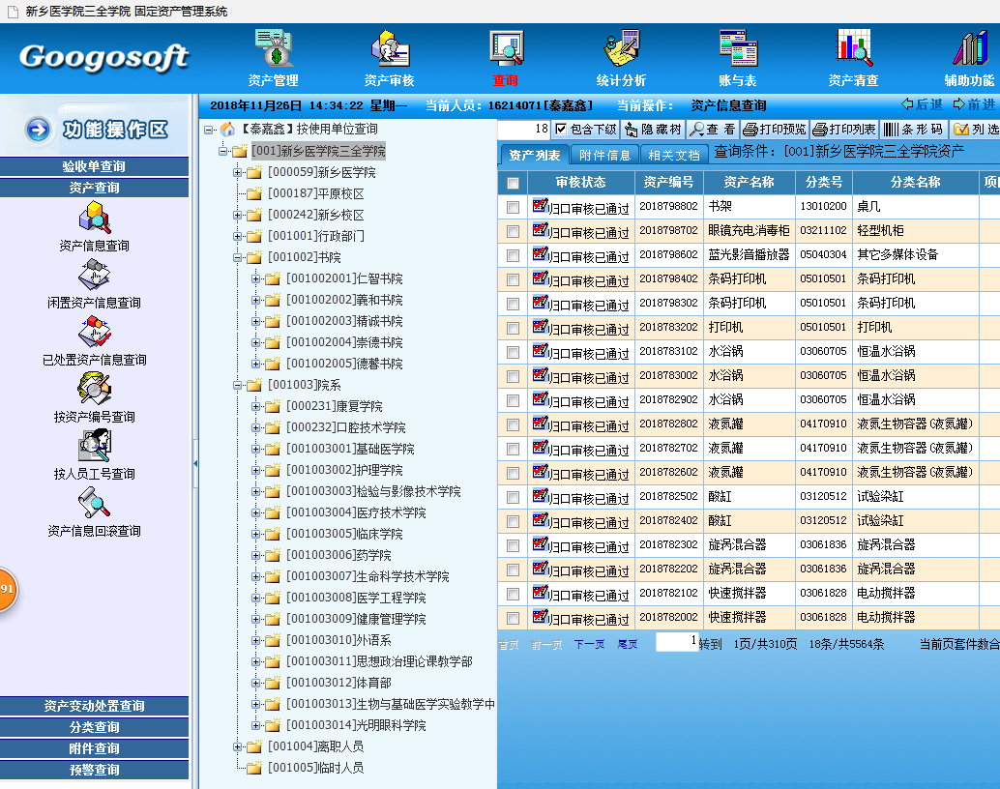 新乡医学院三全学院 固定资产管理系统
Googosoft
资产管理 资产审核 查询 统计分析 账与表 资产清查 辅助功能
2018年11月26日 14:34:22 星期一 当前人员：16214071[秦嘉鑫] 当前操作： 资产信息查询 后退 前进
功能操作区
验收单查询
资产查询
资产信息查询
闲置资产信息查询
已处置资产信息查询
按资产编号查询
按人员工号查询
资产信息回滚查询
91
资产变动处置查询
分类查询
附件查询
预警查询
【秦嘉鑫】按使用单位查询
[001]新乡医学院三全学院
[000059]新乡医学院
[000187]平原校区
[000242]新乡校区
[001001]行政部门
[001002]书院
[001002001]仁智书院
[001002002]羲和书院
[001002003]精诚书院
[001002004]崇德书院
[001002005]德馨书院
[001003]院系
[000231]康复学院
[000232]口腔技术学院
[001003001]基础医学院
[001003002]护理学院
[001003003]检验与影像技术学院
[001003004]医疗技术学院
[001003005]临床学院
[001003006]药学院
[001003007]生命科学技术学院
[001003008]医学工程学院
[001003009]健康管理学院
[001003010]外语系
[001003011]思想政治理论课教学部
[001003012]体育部
[001003013]生物与基础医学实验教学中
[001003014]光明眼科学院
[001004]离职人员
[001005]临时人员
18 包含下级 隐藏树 查看 打印预览 打印列表 条形码 列选
资产列表 附件信息 相关文档 查询条件：[001]新乡医学院三全学院资产
审核状态 资产编号 资产名称 分类号 分类名称 项
归口审核已通过 2018798802 书架 13010200 桌几
归口审核已通过 2018798702 眼镜充电消毒柜 03211102 轻型机柜
归口审核已通过 2018798602 蓝光影音播放器 05040304 其它多媒体设备
归口审核已通过 2018798402 条码打印机 05010501 条码打印机
归口审核已通过 2018798302 条码打印机 05010501 条码打印机
归口审核已通过 2018783202 打印机 05010501 打印机
归口审核已通过 2018783102 水浴锅 03060705 恒温水浴锅
归口审核已通过 2018783002 水浴锅 03060705 恒温水浴锅
归口审核已通过 2018782902 水浴锅 03060705 恒温水浴锅
归口审核已通过 2018782802 液氮罐 04170910 液氮生物容器(液氮罐)
归口审核已通过 2018782702 液氮罐 04170910 液氮生物容器(液氮罐)
归口审核已通过 2018782602 液氮罐 04170910 液氮生物容器(液氮罐)
归口审核已通过 2018782502 酸缸 03120512 试验染缸
归口审核已通过 2018782402 酸缸 03120512 试验染缸
归口审核已通过 2018782302 旋涡混合器 03061836 旋涡混合器
归口审核已通过 2018782202 旋涡混合器 03061836 旋涡混合器
归口审核已通过 2018782102 快速搅拌器 03061828 电动搅拌器
归口审核已通过 2018782002 快速搅拌器 03061828 电动搅拌器
首页 前一页 下一页 尾页 1 转到 1页/共310页 18条/共5564条 当前页套件数合